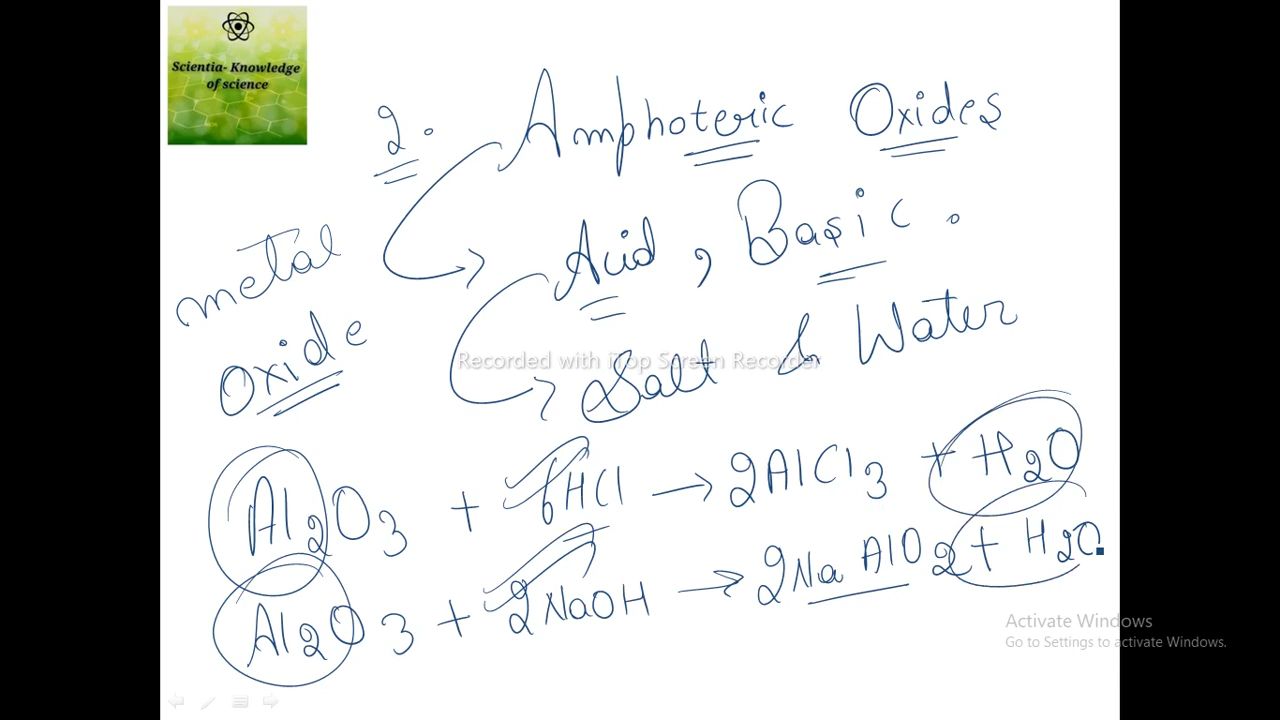 Scientia- Knowledge
of science
2. Amphoteric Oxides
Acid, Basic.
metal
Oxide
Salt & Water
Recorded with iTop Screen Recorder
Al2O3 + 6HCl → 2AlCl3 + H2O
Al2O3 + 2NaOH → 2NaAlO2 + H2O
Activate Windows
Go to Settings to activate Windows.